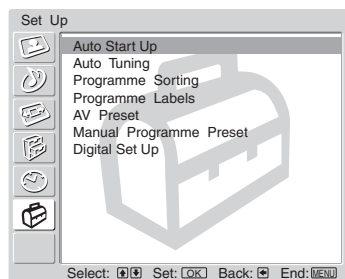 Set Up
Auto Start Up
Auto Tuning
Programme Sorting
Programme Labels
AV Preset
Manual Programme Preset
Digital Set Up
Select: Set: OK Back: End: MENU